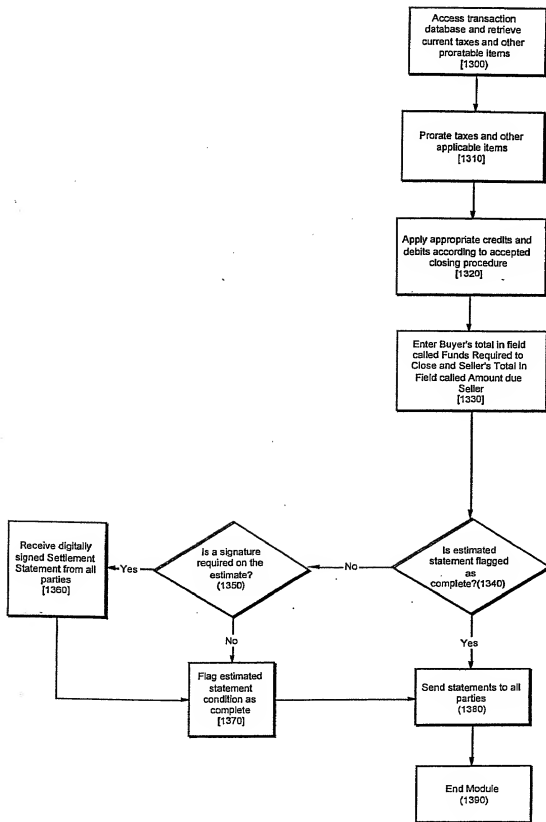 Access transaction
database and retrieve
current taxes and other
proratable items
[1300)
Prorate taxes and other
applicable items
[1310]
Apply appropriate credits and
debits according to accepted
closing procedure
[1320]
Enter Buyer's total in field
called Funds Required to
Close and Seller's Total in
Field called Amount due
Seller
[1330]
Is estimated
statement flagged
as
complete?(1340)
No
Yes
Is a signature
required on the
estimate?
(1350)
Yes
No
Receive digitally
signed Settlement
Statement from all
parties
[1360]
Flag estimated
statement
condition as
complete
[1370]
Send statements to all
parties
(1380)
End Module
(1390)